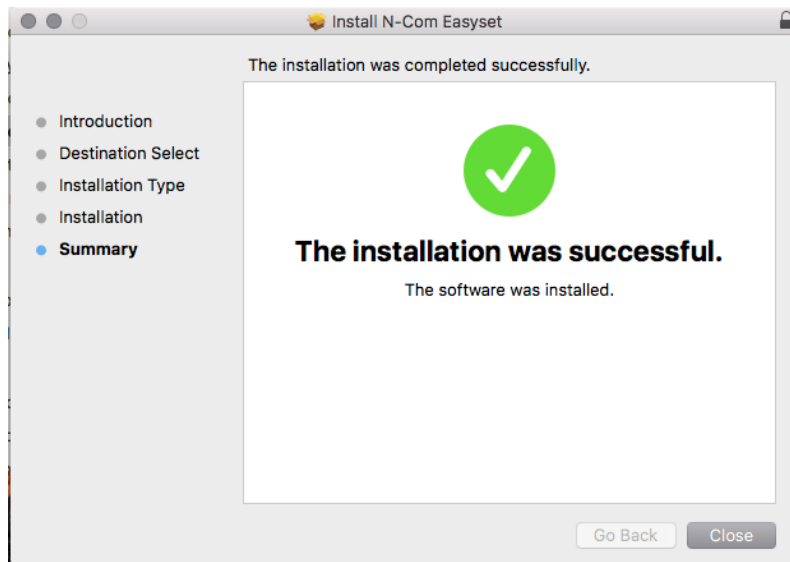 Install N-Com Easyset
The installation was completed successfully.
Introduction
Destination Select
Installation Type
Installation
Summary
The installation was successful.
The software was installed.
Go Back
Close